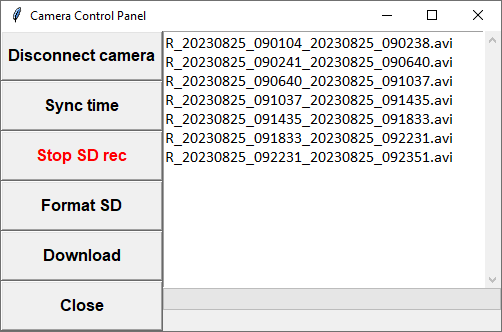 Camera Control Panel
Disconnect camera
Sync time
Stop SD rec
Format SD
Download
Close
R_20230825_090104_20230825_090238.avi
R_20230825_090241_20230825_090640.avi
R_20230825_090640_20230825_091037.avi
R_20230825_091037_20230825_091435.avi
R_20230825_091435_20230825_091833.avi
R_20230825_091833_20230825_092231.avi
R_20230825_092231_20230825_092351.avi